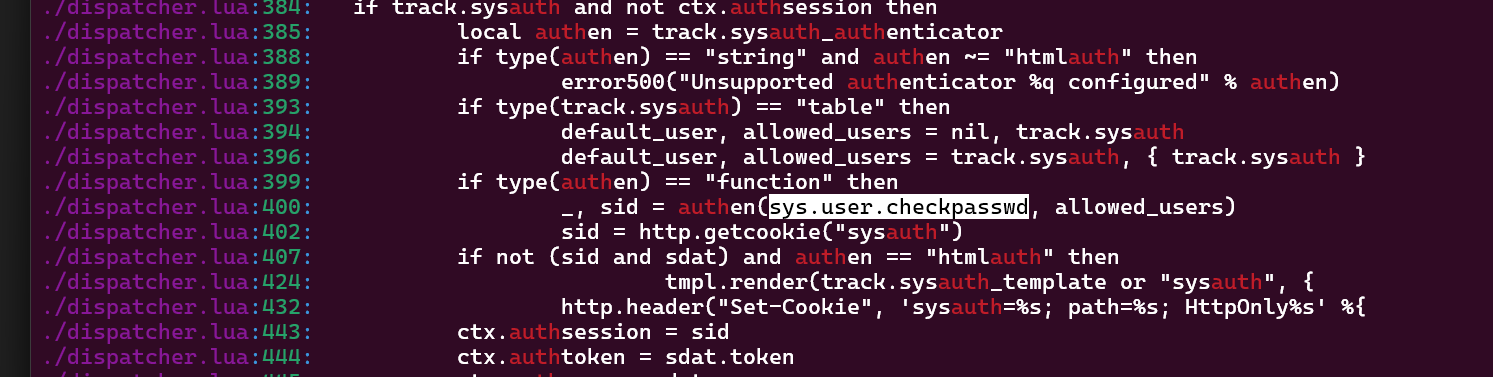 ./dispatcher.lua:384:   if track.sysauth and not ctx.authsession then
./dispatcher.lua:385:           local authen = track.sysauth_authenticator
./dispatcher.lua:388:           if type(authen) == "string" and authen ~= "htmlauth" then
./dispatcher.lua:389:                   error500("Unsupported authenticator %q configured" % authen)
./dispatcher.lua:393:           if type(track.sysauth) == "table" then
./dispatcher.lua:394:                   default_user, allowed_users = nil, track.sysauth
./dispatcher.lua:396:                   default_user, allowed_users = track.sysauth, { track.sysauth }
./dispatcher.lua:399:           if type(authen) == "function" then
./dispatcher.lua:400:                   _, sid = authen(sys.user.checkpasswd, allowed_users)
./dispatcher.lua:402:                   sid = http.getcookie("sysauth")
./dispatcher.lua:407:           if not (sid and sdat) and authen == "htmlauth" then
./dispatcher.lua:424:                           tmpl.render(track.sysauth_template or "sysauth", {
./dispatcher.lua:432:                   http.header("Set-Cookie", 'sysauth=%s; path=%s; HttpOnly%s' %{
./dispatcher.lua:443:           ctx.authsession = sid
./dispatcher.lua:444:           ctx.authtoken = sdat.token